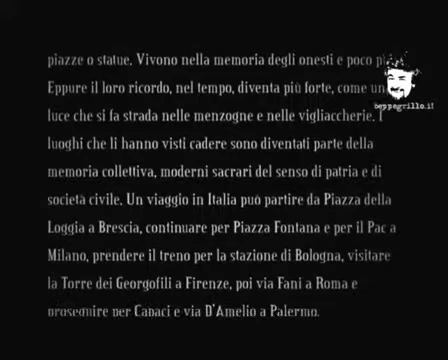 piazze o statue. Vivono nella memoria degli onesti e poco
Eppure il loro ricordo, nel tempo, diventa più forte, come un
luce che si fa strada nelle menzogne e nelle vigliaccherie. I
luoghi che li hanno visti cadere sono diventati parte della
memoria collettiva, moderni sacrari del senso di patria e di
società civile. Un viaggio in Italia può partire da Piazza della
Loggia a Brescia, continuare per Piazza Fontana e per il Pac a
Milano, prendere il treno per la stazione di Bologna, visitare
la Torre dei Georgofili a Firenze, poi via Fani a Roma e
proseguire per Capaci e via D'Amelio a Palermo.
beppegrillo.it